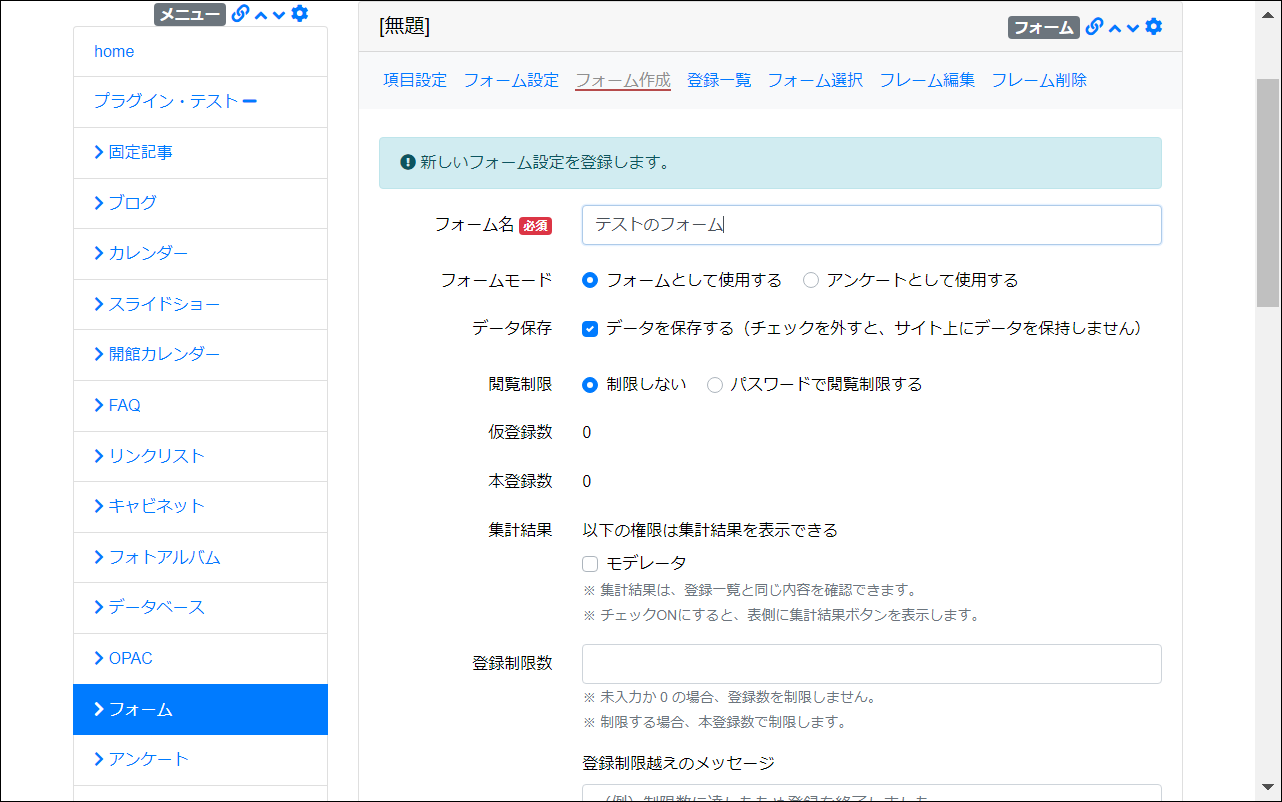 メニュー
home
プラグイン・テスト
固定記事
ブログ
カレンダー
スライドショー
開館カレンダー
FAQ
リンクリスト
キャビネット
フォトアルバム
データベース
OPAC
フォーム
アンケート
[無題]
フォーム
項目設定 フォーム設定 フォーム作成 登録一覧 フォーム選択 フレーム編集 フレーム削除
新しいフォーム設定を登録します。
フォーム名 必須 テストのフォーム
フォームモード フォームとして使用する アンケートとして使用する
データ保存 データを保存する（チェックを外すと、サイト上にデータを保持しません）
閲覧制限 制限しない パスワードで閲覧制限する
仮登録数 0
本登録数 0
集計結果 以下の権限は集計結果を表示できる
モデレータ
※ 集計結果は、登録一覧と同じ内容を確認できます。
※ チェックONにすると、表側に集計結果ボタンを表示します。
登録制限数
※ 未入力か 0 の場合、登録数を制限しません。
※ 制限する場合、本登録数で制限します。
登録制限越えのメッセージ